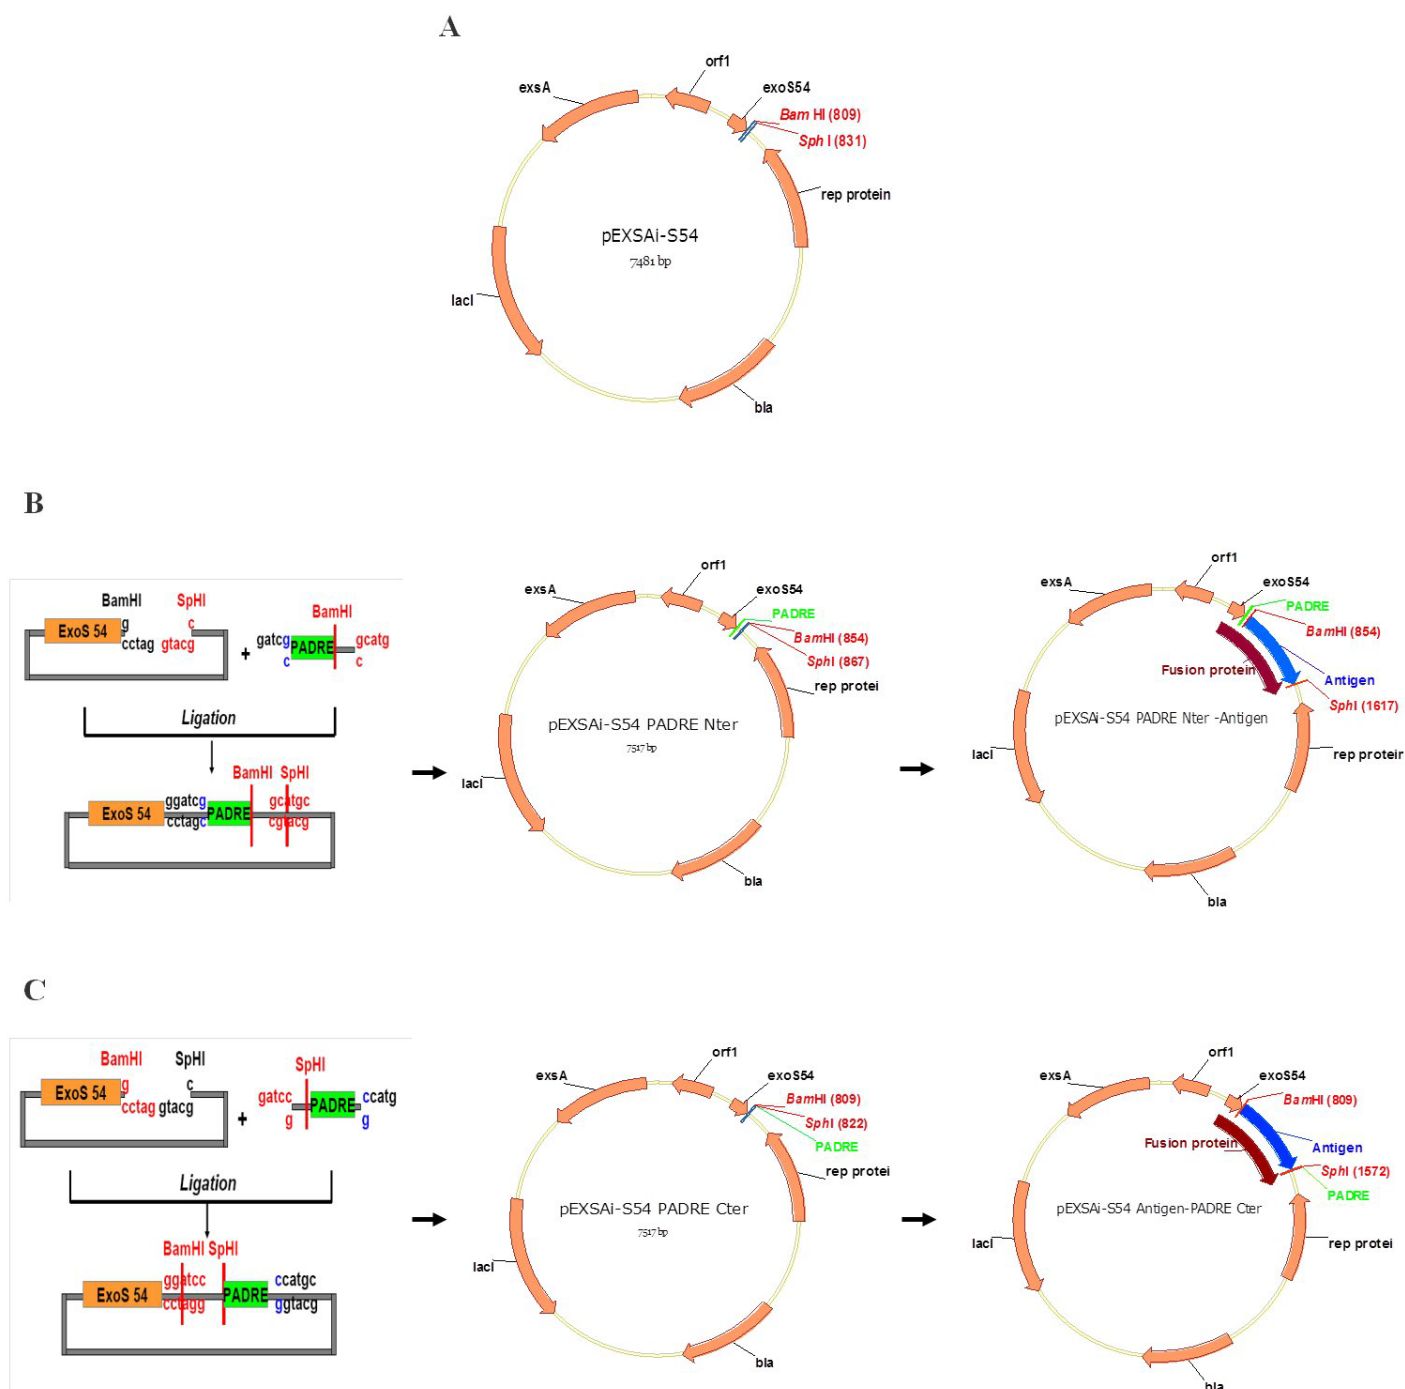 A
orf1
exsA
exoS54
Bam HI (809)
Sph I (831)
rep protein
pEXSAi-S54
7481 bp
lacI
bla
B
BamHI
SpHI
g
c
ExoS 54
cctag
gtacg
+
BamHI
gatcg
PADRE
gcatg
c
c
Ligation
BamHI
SpHI
ExoS 54
ggatcg
cctagc
PADRE
gcatgc
cgtacg
orf1
exsA
exoS54
PADRE
BamHI (854)
SphI (867)
rep protei
pEXSAi-S54 PADRE Nter
7517 bp
lacI
bla
orf1
exsA
exoS54
PADRE
BamHI (854)
Fusion protein
Antigen
SphI (1617)
pEXSAi-S54 PADRE Nter -Antigen
lacI
rep protein
bla
C
BamHI
SpHI
g
c
ExoS 54
cctag
gtacg
+
SpHI
gatcc
g
PADRE
ccatg
g
Ligation
BamHI SpHI
ExoS 54
ggatcc
cctagg
PADRE
ccatgc
ggtacg
orf1
exsA
exoS54
BamHI (809)
SphI (822)
PADRE
rep protei
pEXSAi-S54 PADRE Cter
7517 bp
lacI
bla
orf1
exsA
exoS54
BamHI (809)
Fusion protein
Antigen
SphI (1572)
PADRE
pEXSAi-S54 Antigen-PADRE Cter
lacI
rep protei
bla